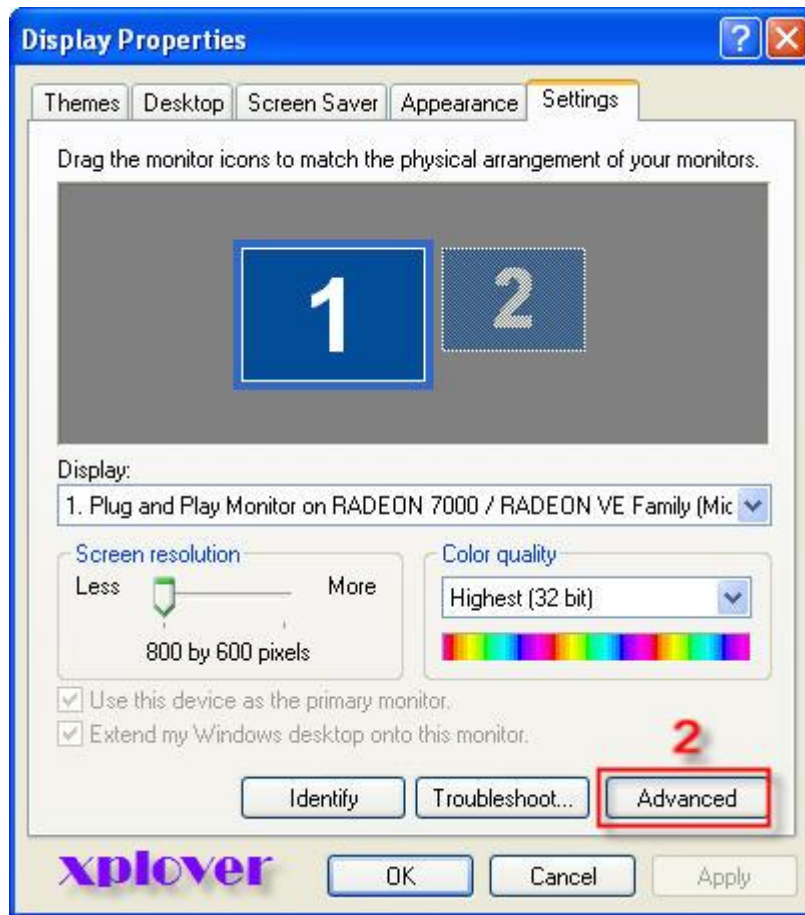 Display Properties
?
Themes Desktop Screen Saver Appearance Settings
Drag the monitor icons to match the physical arrangement of your monitors.
1 2
Display:
1. Plug and Play Monitor on RADEON 7000 / RADEON VE Family (Mic
Screen resolution Color quality
Less More Highest (32 bit)
800 by 600 pixels
Use this device as the primary monitor.
Extend my Windows desktop onto this monitor.
2
Identify Troubleshoot... Advanced
xplover OK Cancel Apply